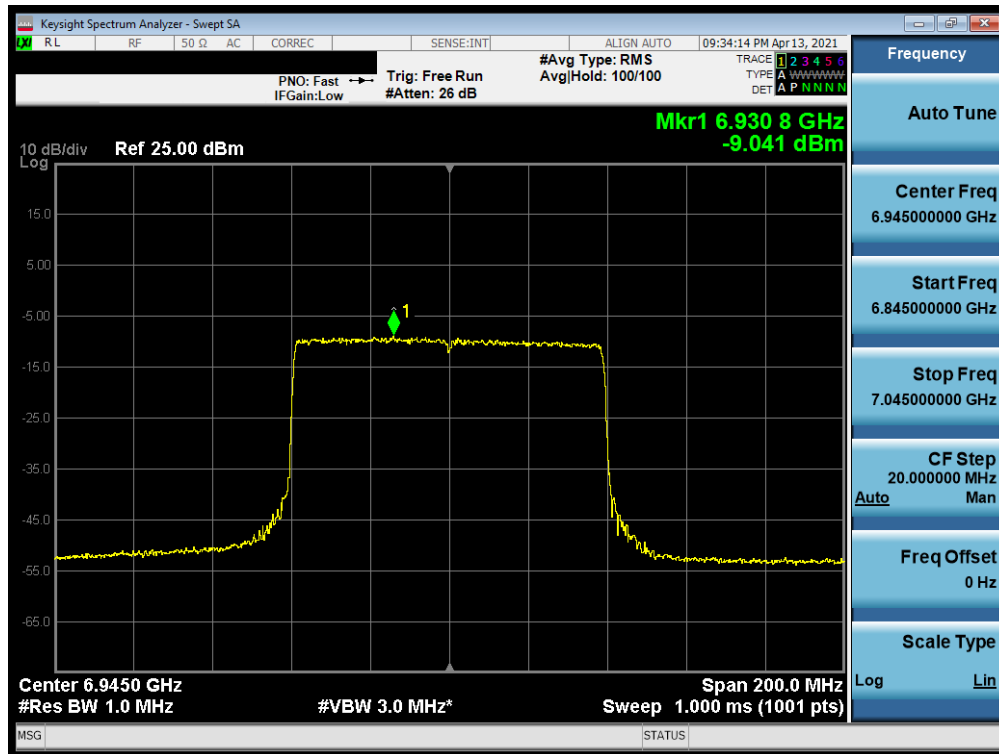 Keysight Spectrum Analyzer - Swept SA
LXI RL RF 50 Ω AC CORREC SENSE:INT ALIGN AUTO 09:34:14 PM Apr 13, 2021
PNO: Fast
IFGain:Low
Trig: Free Run
#Atten: 26 dB
#Avg Type: RMS
Avg|Hold: 100/100
TRACE 1 2 3 4 5 6
TYPE A WWWWW
DET A P N N N N
Mkr1 6.930 8 GHz
-9.041 dBm
10 dB/div Ref 25.00 dBm
Log
15.0
5.00
-5.00
-15.0
-25.0
-35.0
-45.0
-55.0
-65.0
1
Center 6.9450 GHz Span 200.0 MHz
#Res BW 1.0 MHz #VBW 3.0 MHz* Sweep 1.000 ms (1001 pts)
MSG STATUS
Frequency
Auto Tune
Center Freq
6.945000000 GHz
Start Freq
6.845000000 GHz
Stop Freq
7.045000000 GHz
CF Step
20.000000 MHz
Auto Man
Freq Offset
0 Hz
Scale Type
Log Lin